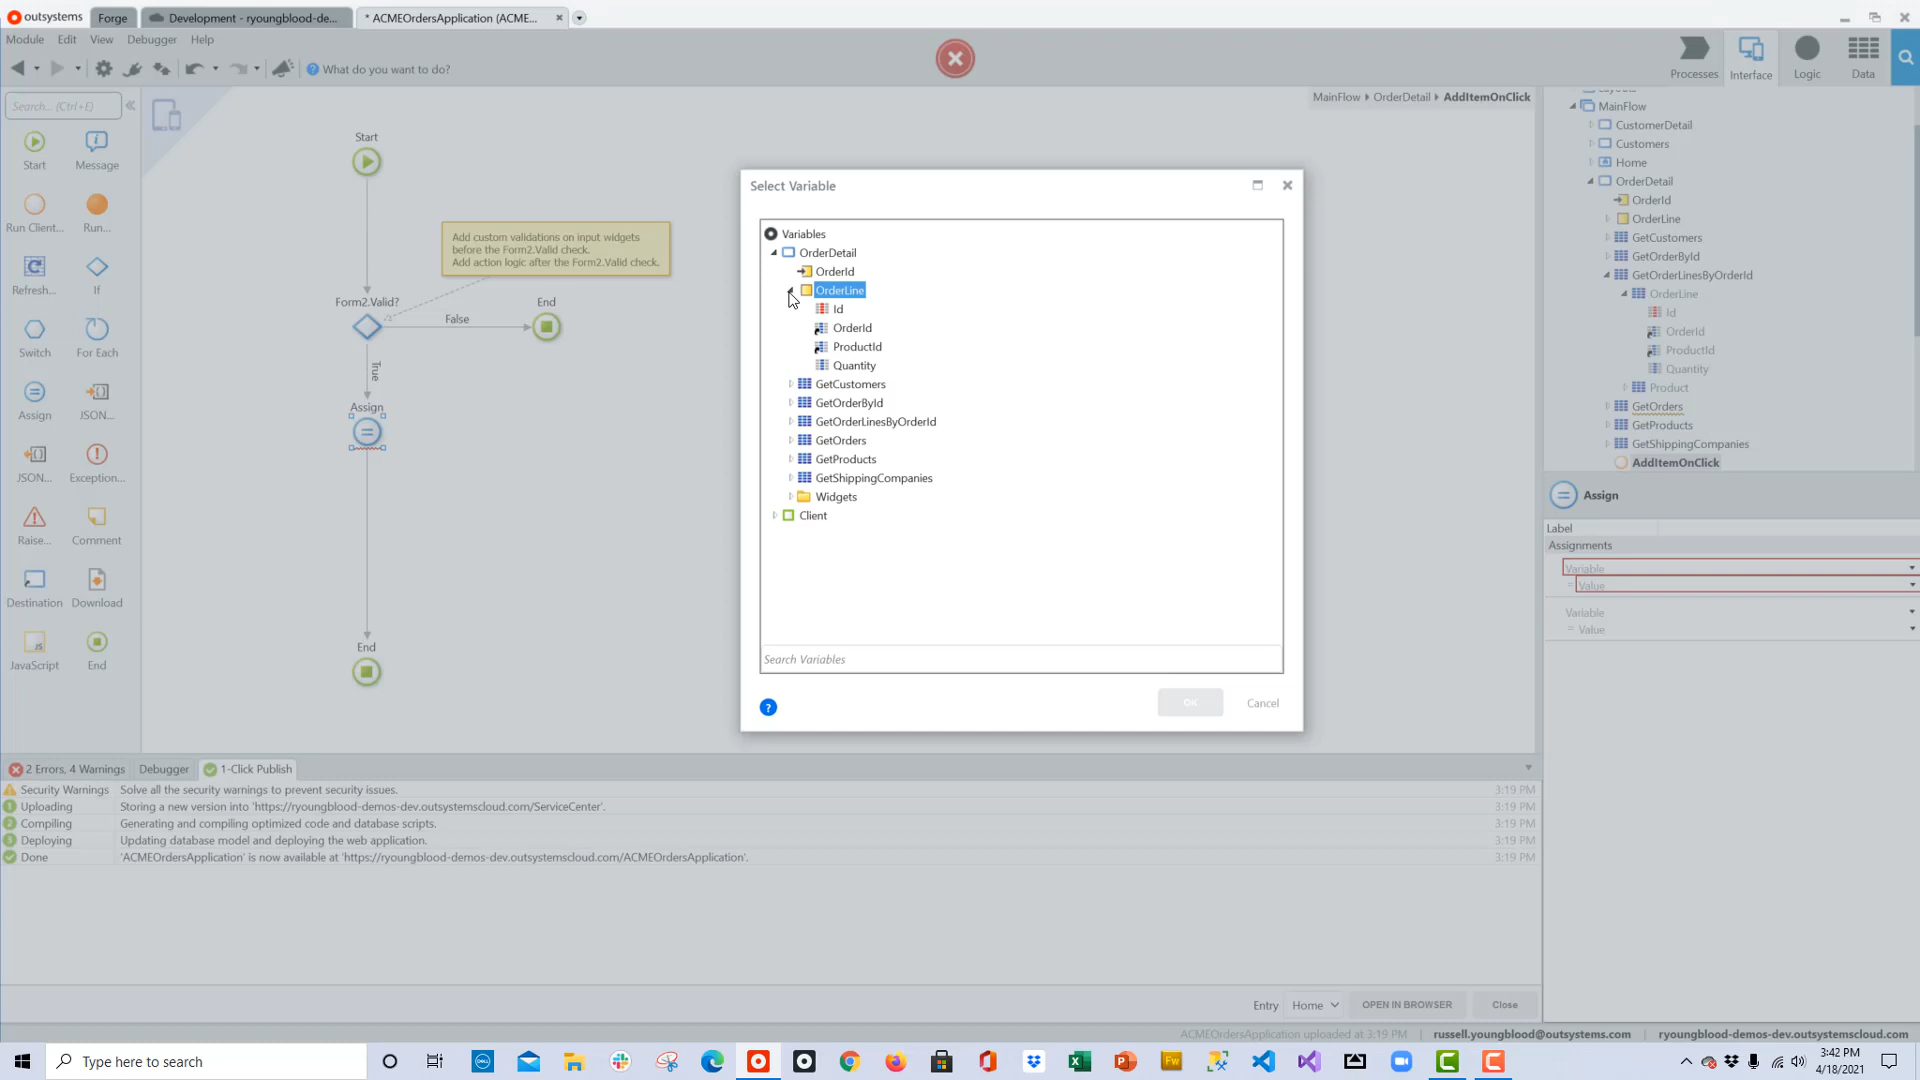 outsystems
Forge
Development - ryoungblood-de...
* ACMEOrdersApplication (ACME...
Module Edit View Debugger Help
What do you want to do?
Processes
Interface
Logic
Data
Search... (Ctrl+E)
MainFlow OrderDetail AddItemOnClick
Start Message
Run Client... Run...
Refresh... If
Switch For Each
Assign JSON...
JSON... Exception...
Raise... Comment
Destination Download
JavaScript End
Start
Add custom validations on input widgets
before the Form2.Valid check.
Add action logic after the Form2.Valid check.
Form2.Valid?
False
End
True
Assign
End
Select Variable
Variables
OrderDetail
OrderId
OrderLine
Id
OrderId
ProductId
Quantity
GetCustomers
GetOrderById
GetOrderLinesByOrderId
GetOrders
GetProducts
GetShippingCompanies
Widgets
Client
Search Variables
?
OK
Cancel
MainFlow
CustomerDetail
Customers
Home
OrderDetail
OrderId
OrderLine
GetCustomers
GetOrderById
GetOrderLinesByOrderId
OrderLine
Id
OrderId
ProductId
Quantity
Product
GetOrders
GetProducts
GetShippingCompanies
AddItemOnClick
Assign
Label
Assignments
Variable
= Value
Variable
= Value
2 Errors, 4 Warnings Debugger 1-Click Publish
Security Warnings Solve all the security warnings to prevent security issues. 3:19 PM
1 Uploading Storing a new version into 'https://ryoungblood-demos-dev.outsystemscloud.com/ServiceCenter'. 3:19 PM
2 Compiling Generating and compiling optimized code and database scripts. 3:19 PM
3 Deploying Updating database model and deploying the web application. 3:19 PM
Done 'ACMEOrdersApplication' is now available at 'https://ryoungblood-demos-dev.outsystemscloud.com/ACMEOrdersApplication'. 3:19 PM
Entry Home OPEN IN BROWSER Close
ACMEOrdersApplication uploaded at 3:19 PM russell.youngblood@outsystems.com ryoungblood-demos-dev.outsystemscloud.com
Type here to search
3:42 PM
4/18/2021